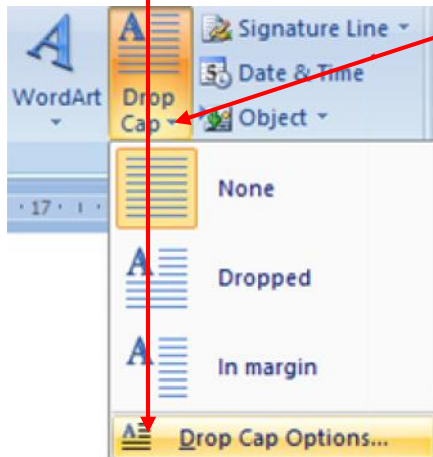 Signature Line
Date & Time
WordArt
Drop
Cap
Object
17
None
Dropped
In margin
Drop Cap Options...